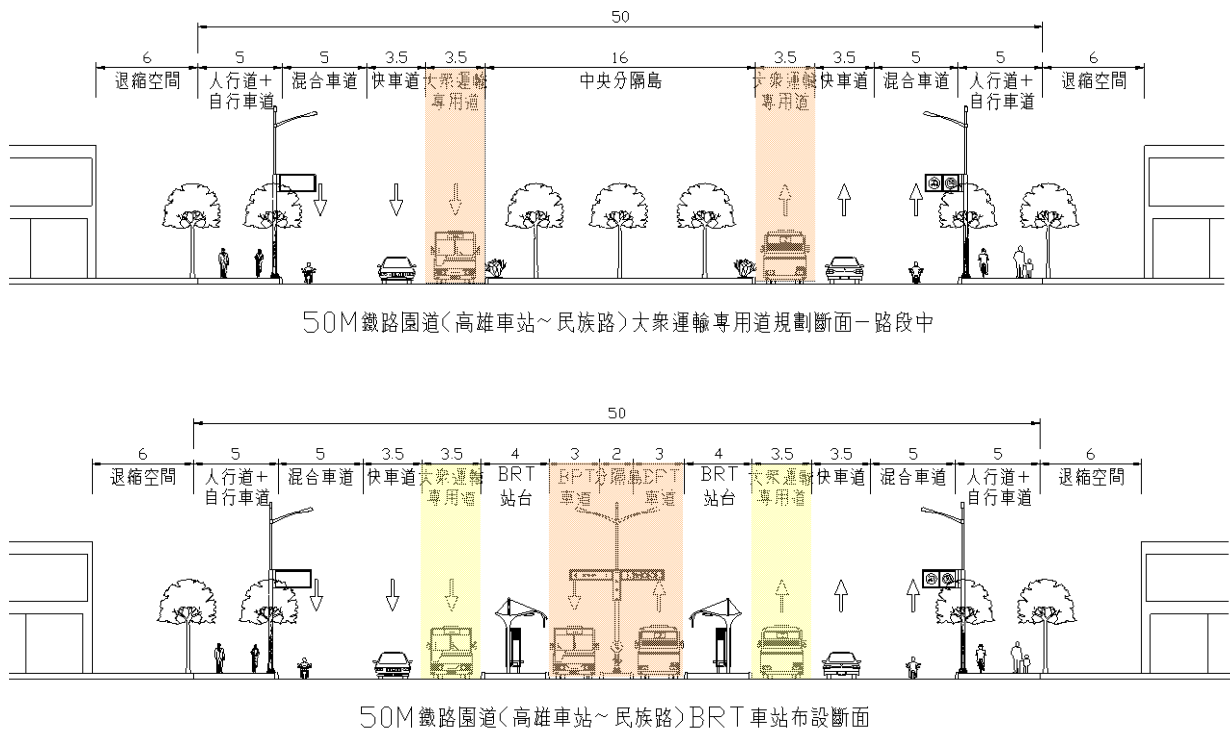 50
6 5 5 3.5 3.5 16 3.5 3.5 5 5 6
退縮空間 人行道+ 混合車道 快車道 大衆運輸 中央分隔島 大衆運輸 快車道 混合車道 人行道+ 退縮空間
自行車道 專用道 專用道 自行車道
50M鐵路園道(高雄車站~民族路)大衆運輸專用道規劃斷面-路段中
50
6 5 5 3.5 3.5 4 3 2 3 4 3.5 3.5 5 5 6
退縮空間 人行道+ 混合車道 快車道 大衆運輸 BRT BRT 分隔島 BRT BRT 大衆運輸 快車道 混合車道 人行道+ 退縮空間
自行車道 專用道 站台 車道 車道 站台 專用道 自行車道
50M鐵路園道(高雄車站~民族路)BRT車站布設斷面